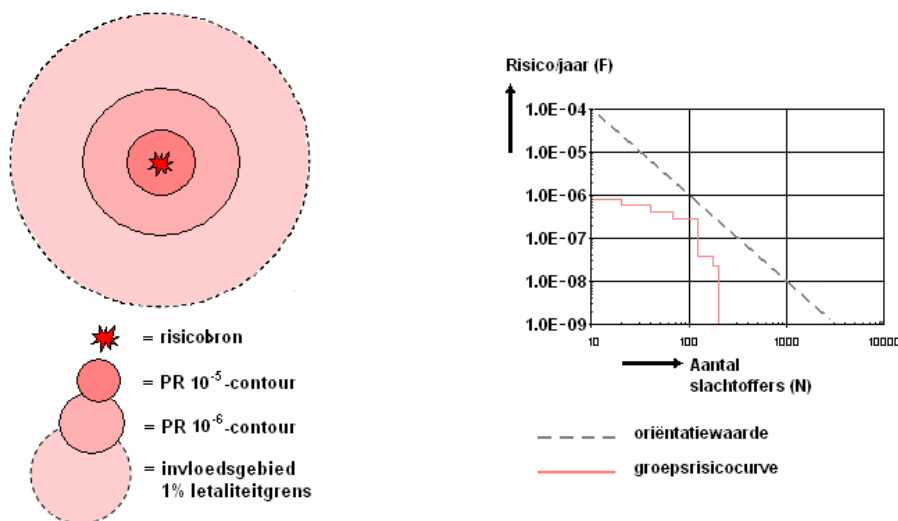 = risicobron
= PR 10⁻⁵-contour
= PR 10⁻⁶-contour
= invloedsgebied
1% letaliteitgrens
Risico/jaar (F)
1.0E-04
1.0E-05
1.0E-06
1.0E-07
1.0E-08
1.0E-09
10
100
1000
10000
Aantal
slachtoffers (N)
oriëntatiewaarde
groepsrisicocurve